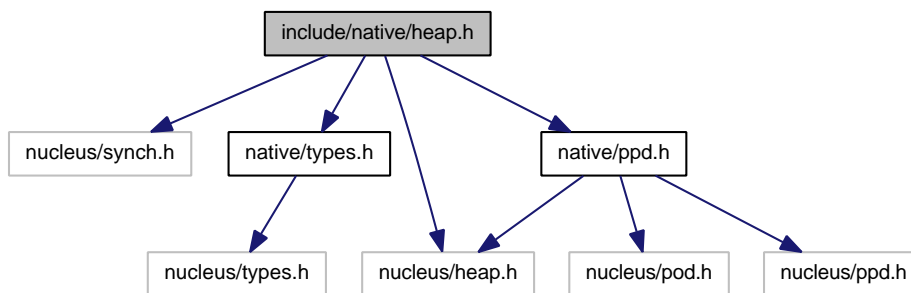 include/native/heap.h
nucleus/synch.h
native/types.h
native/ppd.h
nucleus/types.h
nucleus/heap.h
nucleus/pod.h
nucleus/ppd.h